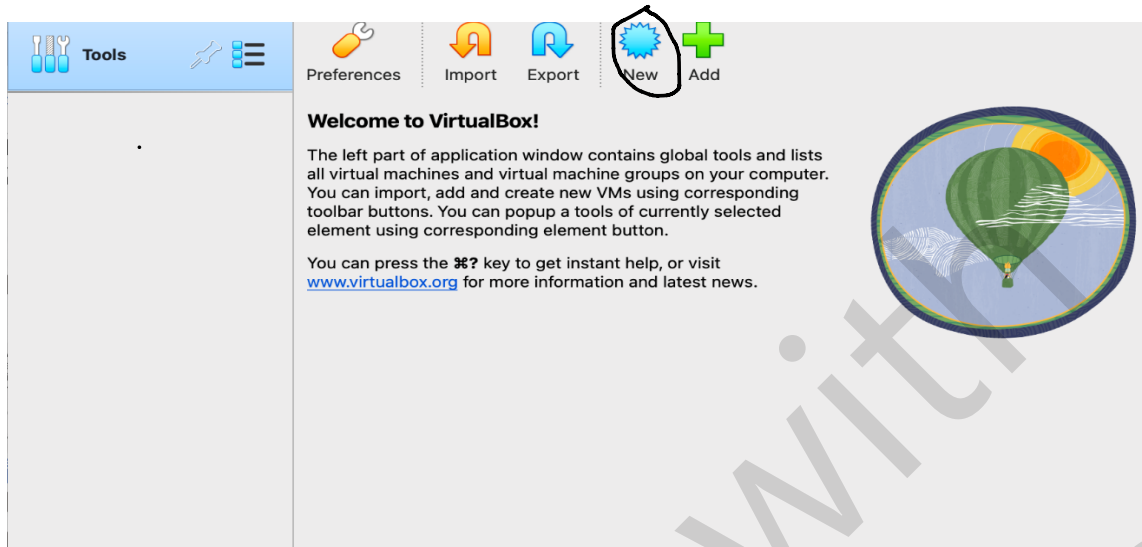 Tools
Preferences Import Export New Add
Welcome to VirtualBox!
The left part of application window contains global tools and lists
all virtual machines and virtual machine groups on your computer.
You can import, add and create new VMs using corresponding
toolbar buttons. You can popup a tools of currently selected
element using corresponding element button.
You can press the ⌘? key to get instant help, or visit
www.virtualbox.org for more information and latest news.
with